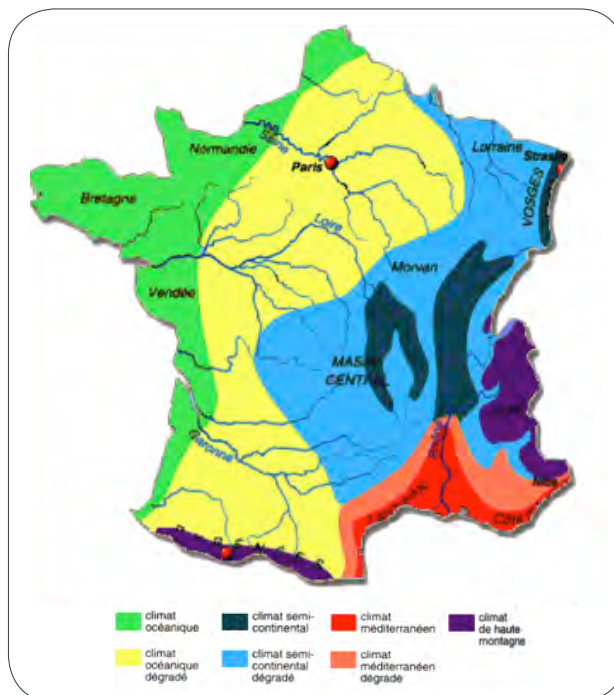 Normandie
Seine
Paris
Lorraine
VOSGES
Bretagne
Loire
Morvan
Vendée
MASSIF
CENTRAL
Garonne
Rhône
Nice
climat
océanique
climat semi-
continental
climat
méditerranéen
climat
de haute-
montagne
climat
océanique
dégradé
climat semi-
continental
dégradé
climat
méditerranéen
dégradé